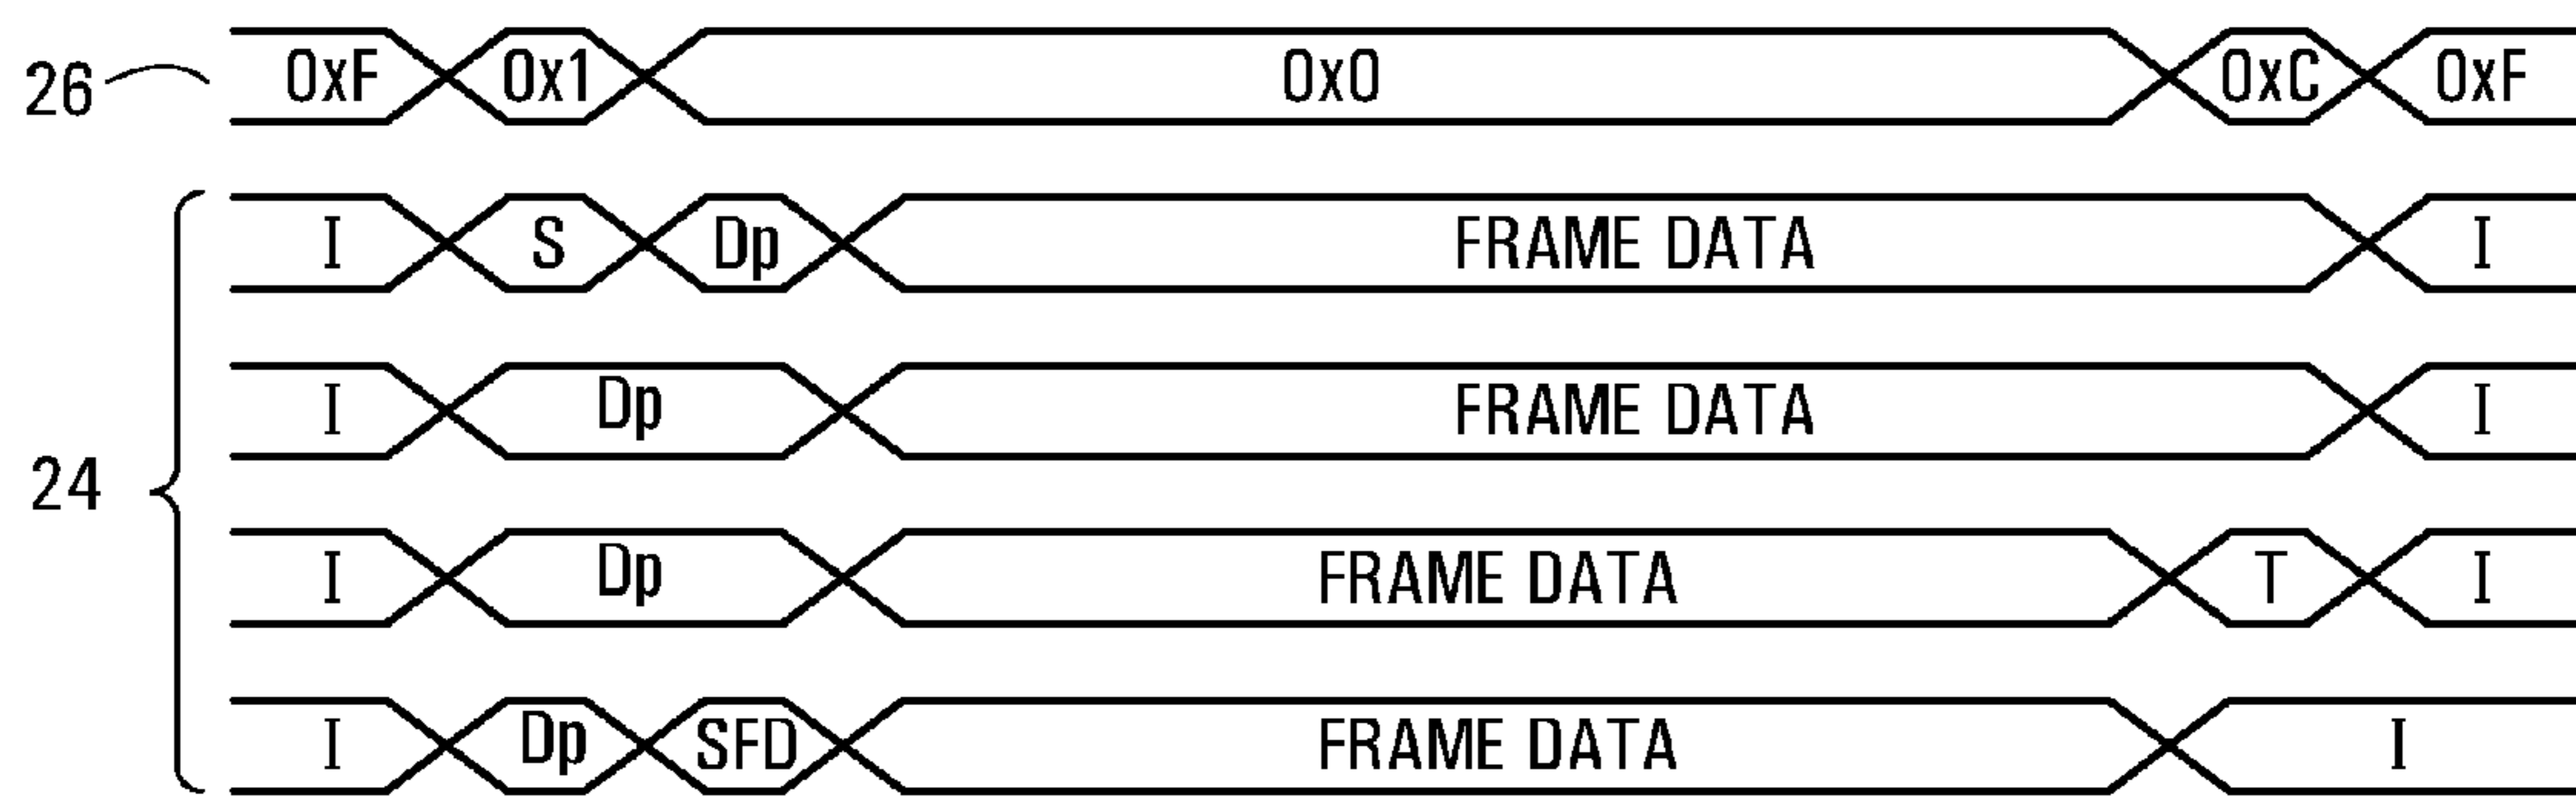 26 0xF 0x1 0x0 0xC 0xF
I S Dp FRAME DATA I
I Dp FRAME DATA I
24
I Dp FRAME DATA T I
I Dp SFD FRAME DATA I